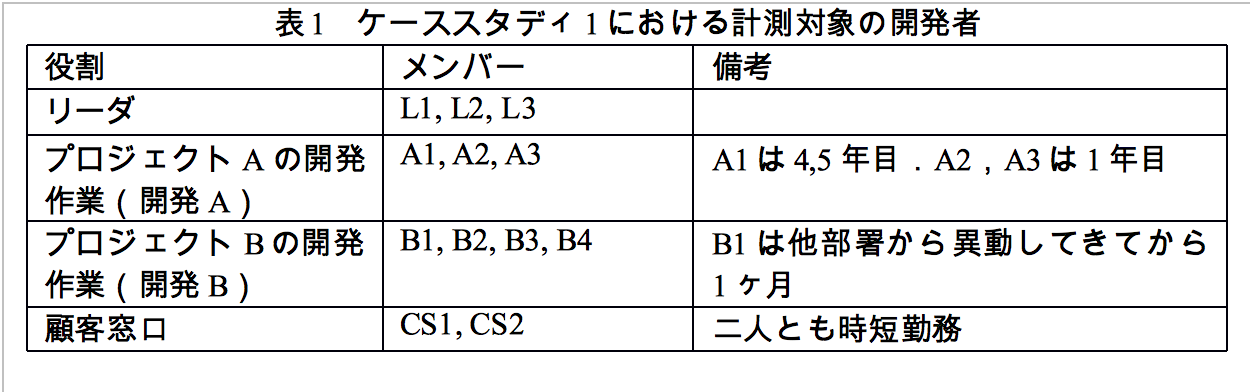 表1　ケーススタディ1における計測対象の開発者
役割 メンバー 備考
リーダ L1, L2, L3
プロジェクト A の開発 A1, A2, A3 A1 は 4,5 年目．A2，A3 は 1 年目
作業（開発 A）
プロジェクト B の開発 B1, B2, B3, B4 B1 は他部署から異動してきてから
作業（開発 B） 1 ヶ月
顧客窓口 CS1, CS2 二人とも時短勤務